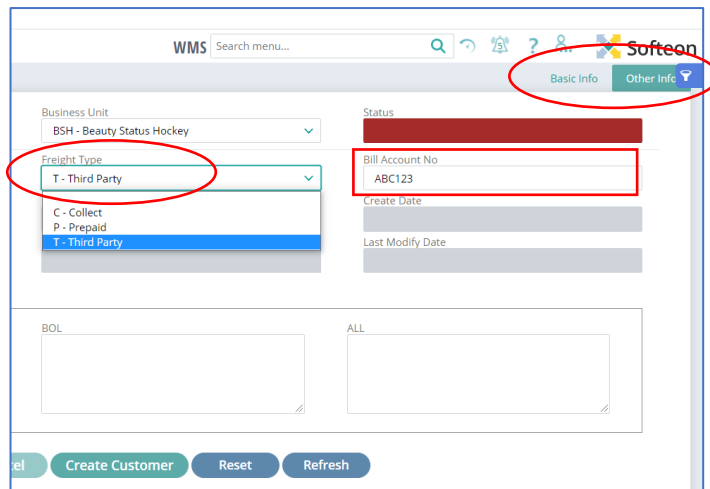 WMS Search menu... 5 ? Softeon
Basic Info Other Info
Business Unit Status
BSH - Beauty Status Hockey
Freight Type Bill Account No
T - Third Party ABC123
Create Date
C - Collect
P - Prepaid
T - Third Party Last Modify Date
BOL ALL
cel Create Customer Reset Refresh